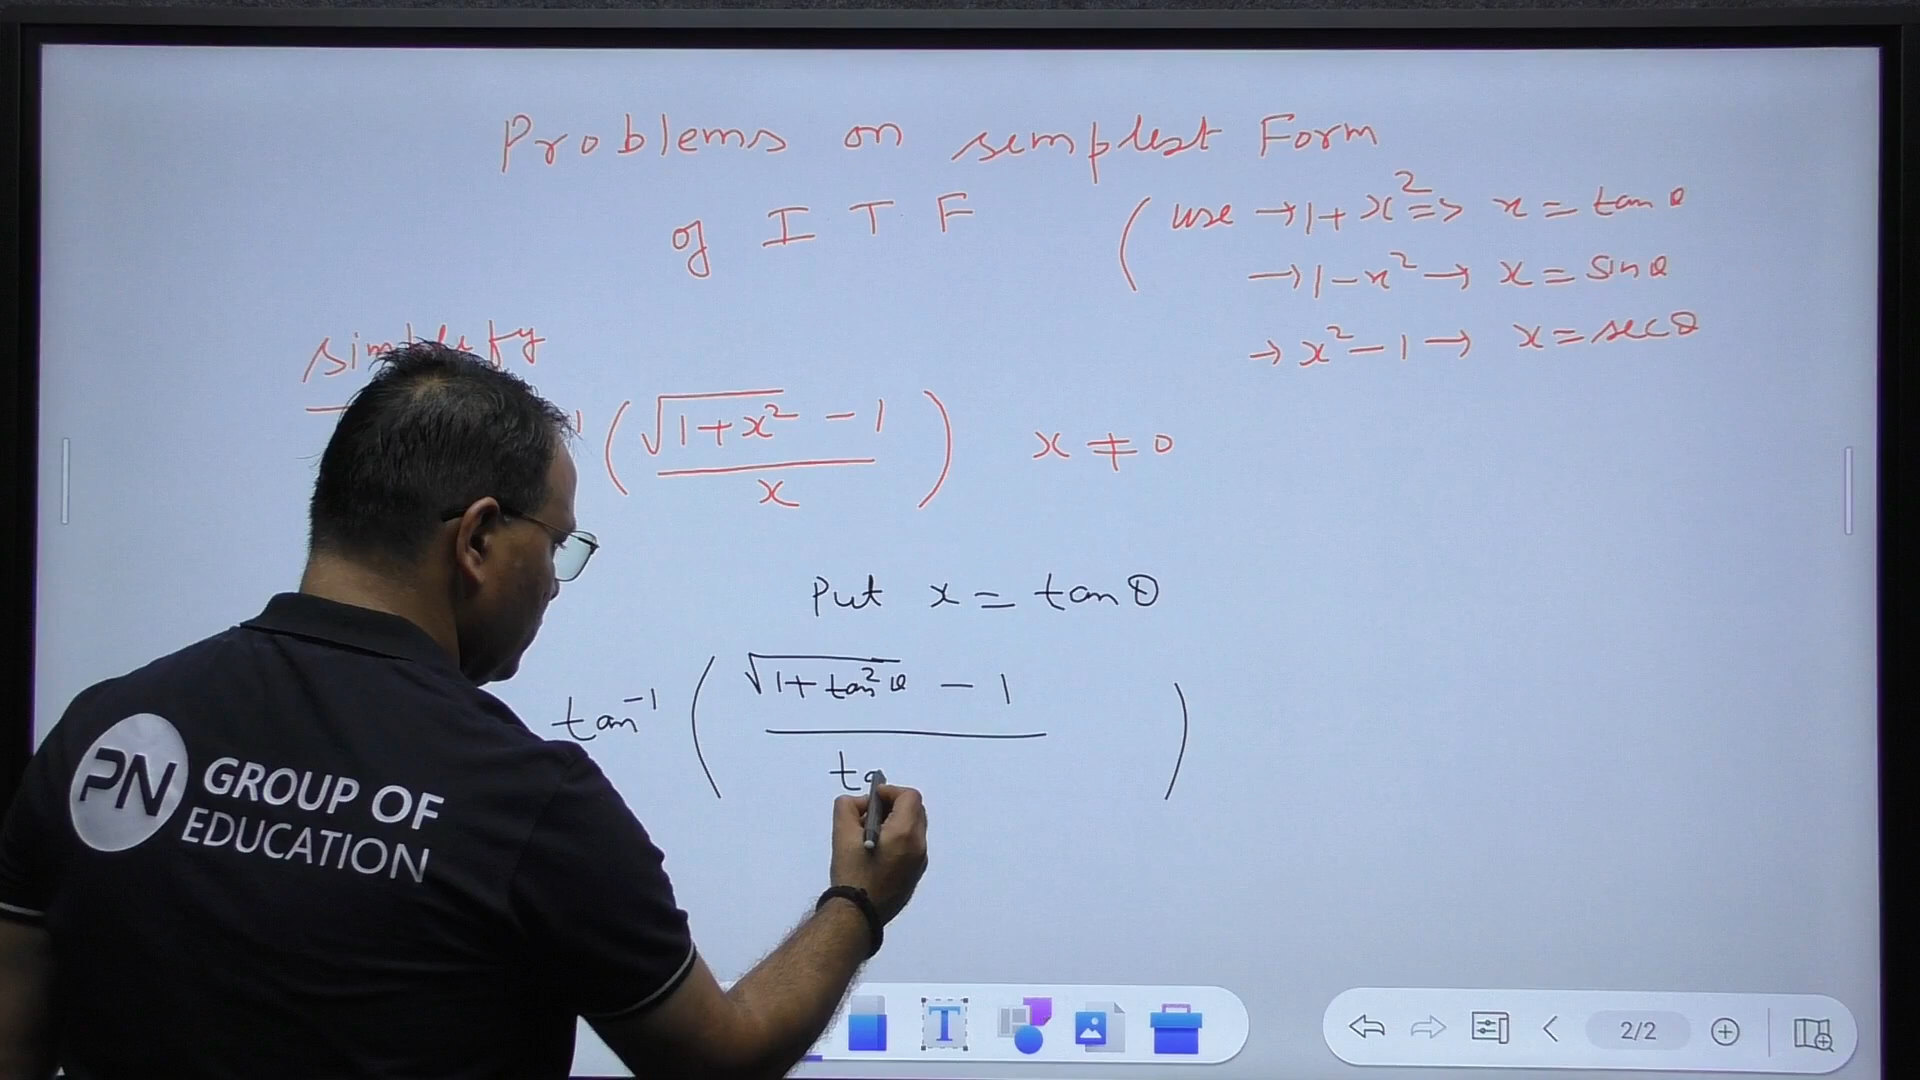 Problems on simplest Form
of I T F
(use → 1 + x² => x = tan θ
→ 1 - x² → x = sin θ
→ x² - 1 → x = sec θ
simplify
( √1+x² - 1 / x ) x ≠ 0
Put x = tan θ
tan⁻¹ ( √1+tan²θ - 1 / ta )
PN GROUP OF
EDUCATION
T
2/2